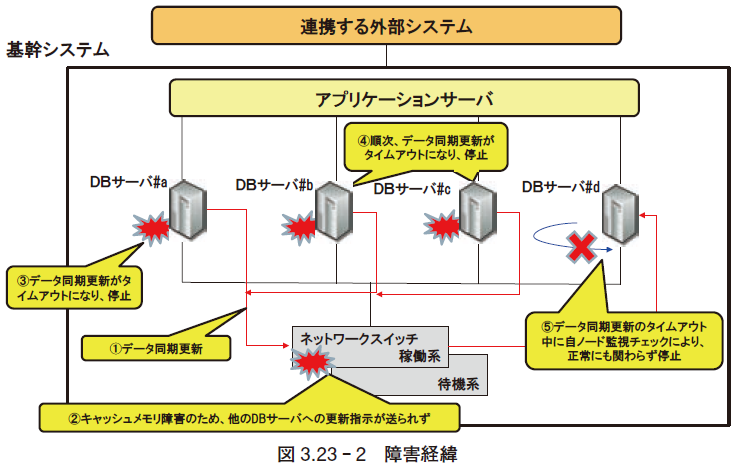 連携する外部システム
基幹システム
アプリケーションサーバ
④順次、データ同期更新が
タイムアウトになり、停止
DBサーバ#a
DBサーバ#b
DBサーバ#c
DBサーバ#d
③データ同期更新がタ
イムアウトになり、停止
①データ同期更新
ネットワークスイッチ
稼働系
待機系
⑤データ同期更新のタイムアウト
中に自ノード監視チェックにより、
正常にも関わらず停止
②キャッシュメモリ障害のため、他のDBサーバへの更新指示が送られず
図 3.23－2 障害経緯